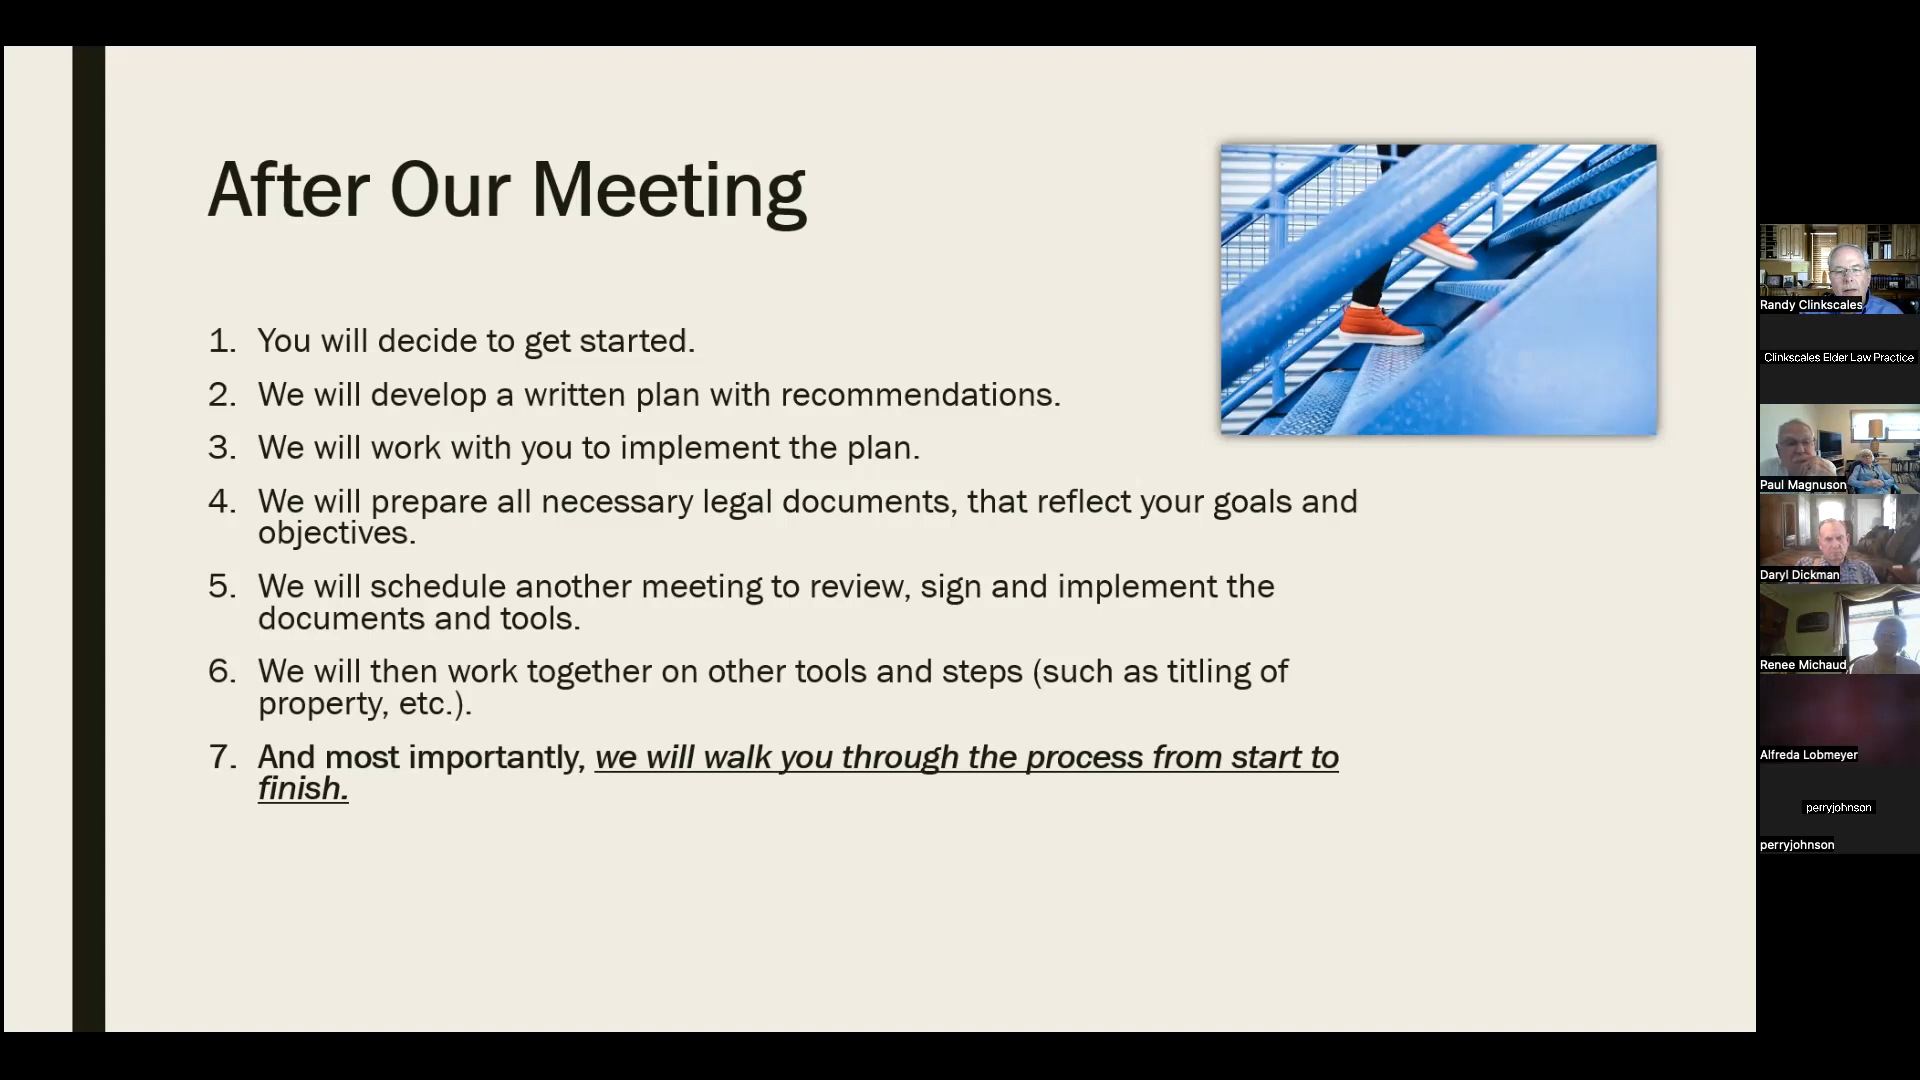 After Our Meeting
1. You will decide to get started.
2. We will develop a written plan with recommendations.
3. We will work with you to implement the plan.
4. We will prepare all necessary legal documents, that reflect your goals and
objectives.
5. We will schedule another meeting to review, sign and implement the
documents and tools.
6. We will then work together on other tools and steps (such as titling of
property, etc.).
7. And most importantly, we will walk you through the process from start to
finish.
Randy Clinkscales
Clinkscales Elder Law Practice
Paul Magnuson
Daryl Dickman
Renee Michaud
Alfreda Lobmeyer
perryjohnson
perryjohnson